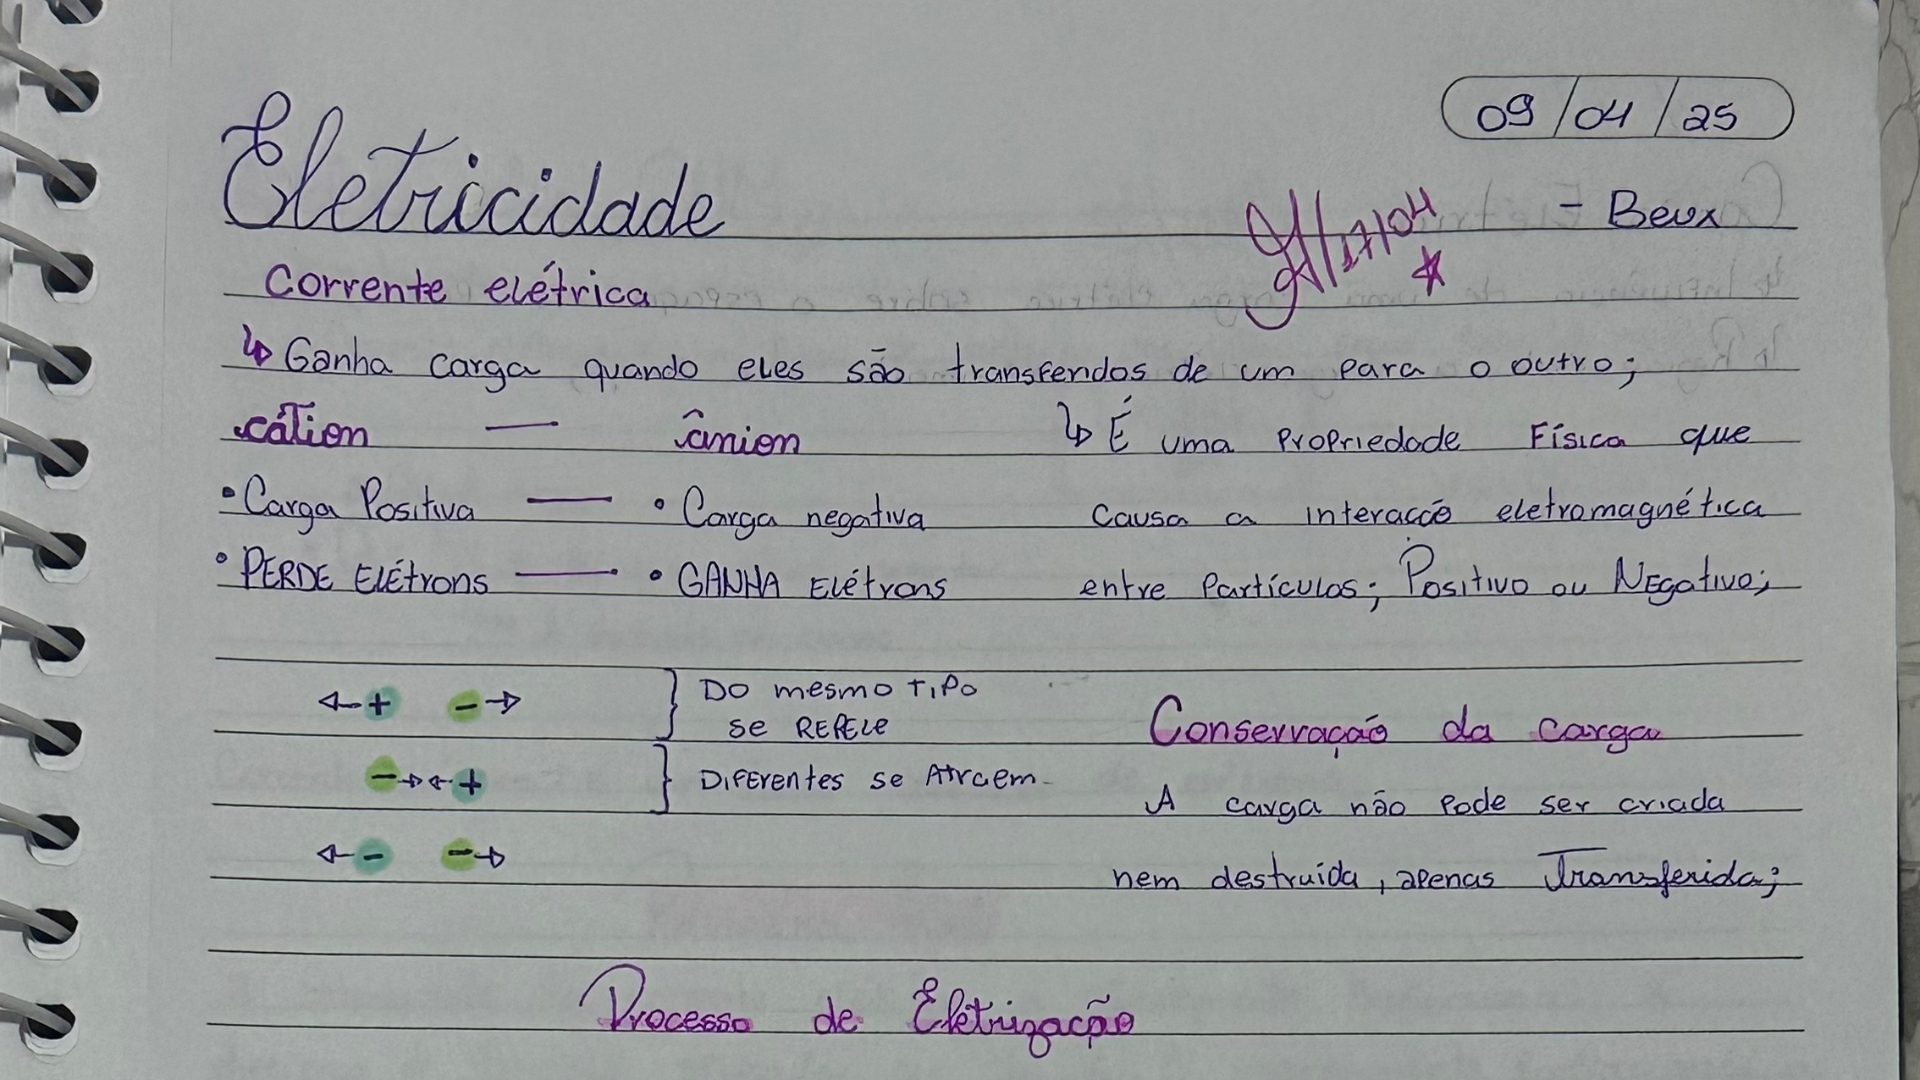 09/04/25
Eletricidade
- Beux
17/04
Corrente elétrica
↳ Ganha carga quando eles são transferidos de um para o outro;
cátion — ânion
↳ É uma propriedade Física que
• Carga Positiva — • Carga negativa
causa a interação eletromagnética
• PERDE Elétrons — • GANHA Elétrons
entre Partículas; Positivo ou Negativo;
←+ -→ } Do mesmo tipo
se REPELE
Conservação da carga
-→←+ } Diferentes se Atraem-
A carga não pode ser criada
←- -→
nem destruída, apenas Transferida;
Processo de Eletrização